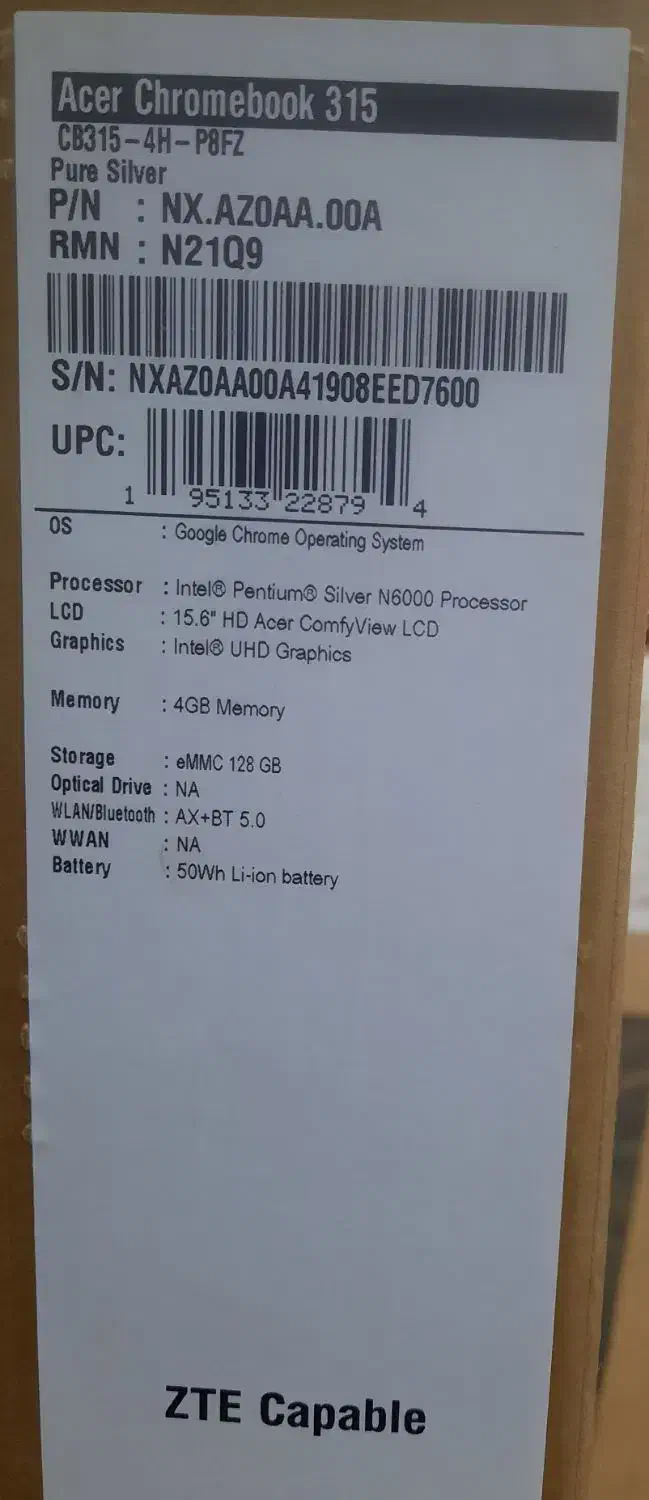 Acer Chromebook 315
CB315-4H-P8FZ
Pure Silver
P/N : NX.AZ0AA.00A
RMN : N21Q9
S/N: NXAZ0AA00A41908EED7600
UPC:
1 95133 22879 4
OS : Google Chrome Operating System
Processor : Intel® Pentium® Silver N6000 Processor
LCD : 15.6" HD Acer ComfyView LCD
Graphics : Intel® UHD Graphics
Memory : 4GB Memory
Storage : eMMC 128 GB
Optical Drive : NA
WLAN/Bluetooth : AX+BT 5.0
WWAN : NA
Battery : 50Wh Li-ion battery
ZTE Capable